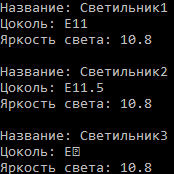 Название: Светильник1
Цоколь: E11
Яркость света: 10.8

Название: Светильник2
Цоколь: E11.5
Яркость света: 10.8

Название: Светильник3
Цоколь: E
Яркость света: 10.8